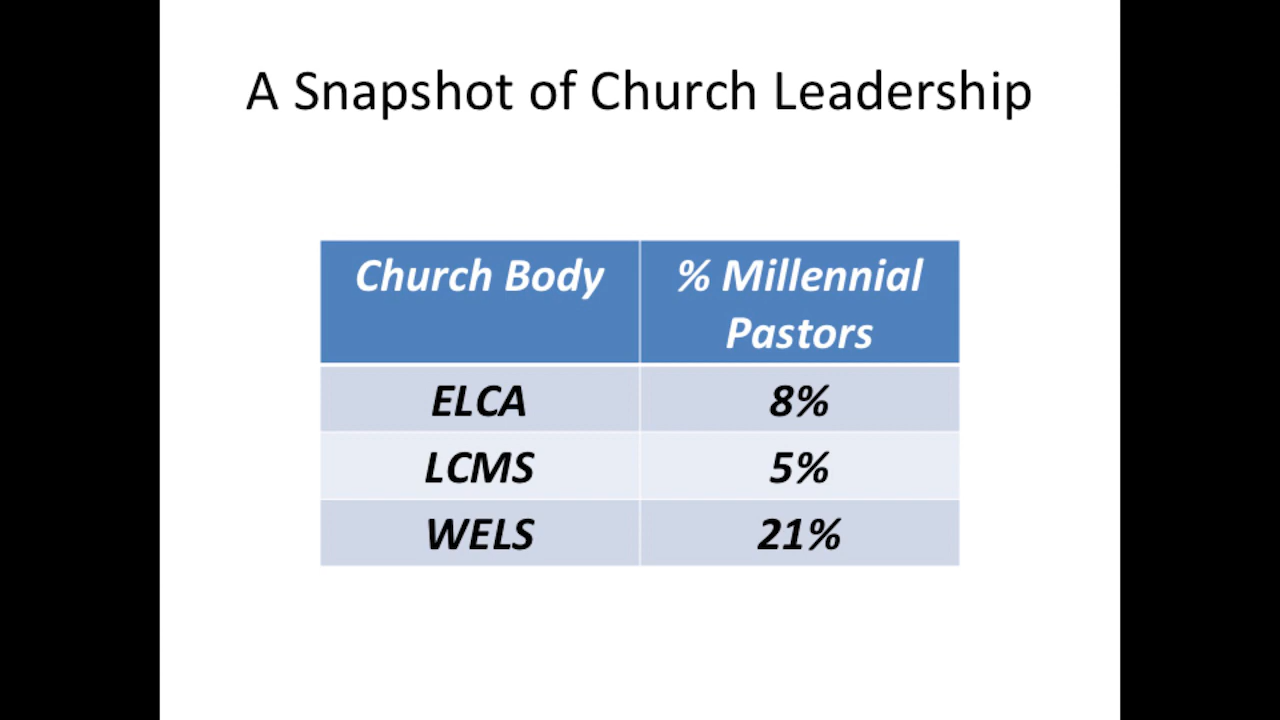 A Snapshot of Church Leadership
Church Body
% Millennial
Pastors
ELCA
8%
LCMS
5%
WELS
21%